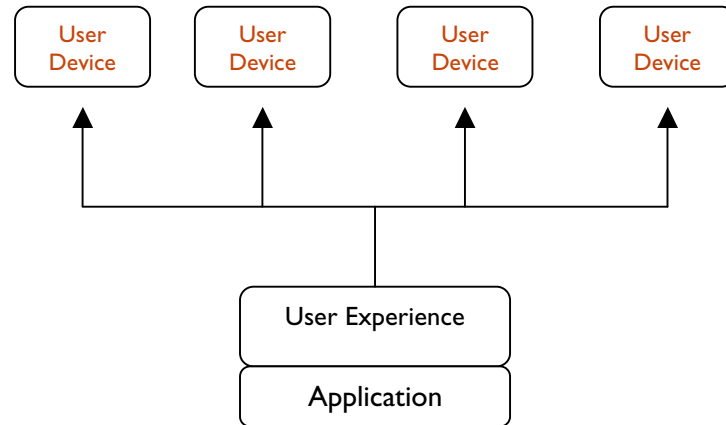 User
Device
User
Device
User
Device
User
Device
User Experience
Application